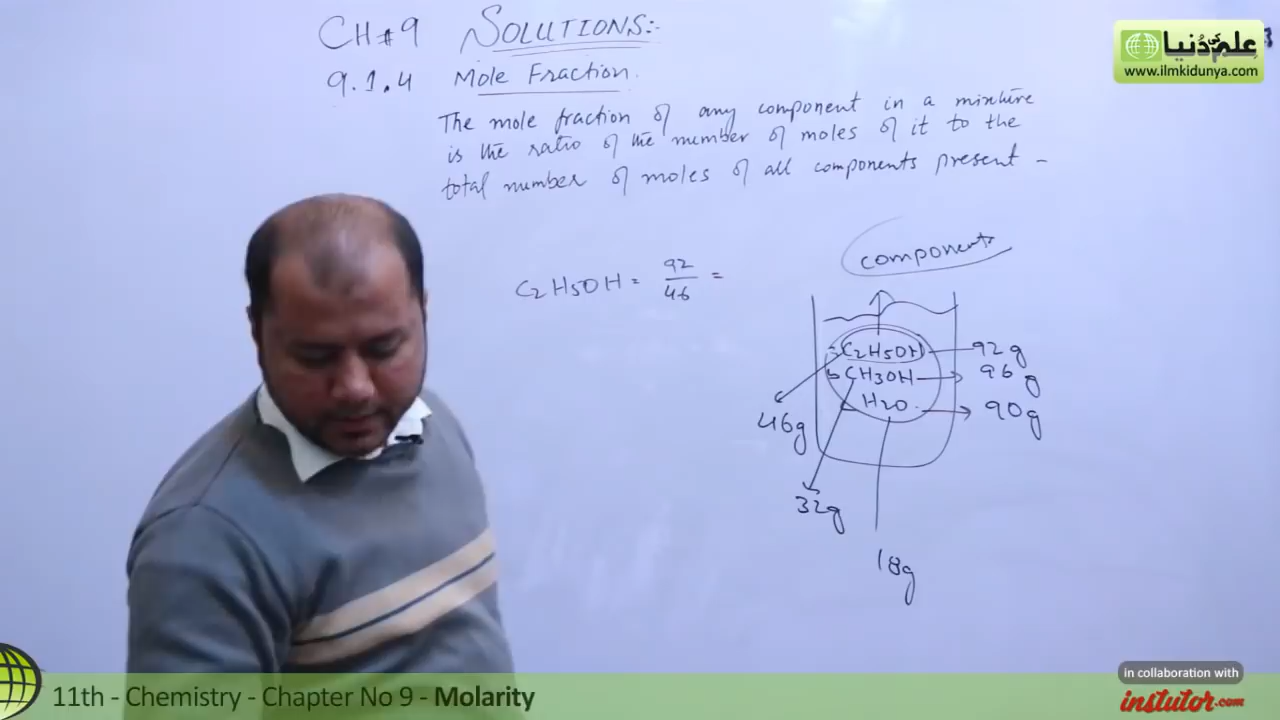 CH # 9 SOLUTIONS:-
9.1.4 Mole Fraction.
The mole fraction of any component in a mixture
is the ratio of the number of moles of it to the
total number of moles of all components present -
علم کی دُنیا
www.ilmkidunya.com
components
C2H5OH = 92/46 =
C2H5OH 92g
CH3OH 96g
H2O 90g
46g
32g
18g
in collaboration with
instutor.com
11th - Chemistry - Chapter No 9 - Molarity